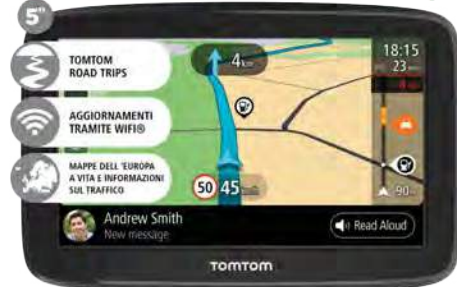 5"
TOMTOM
ROAD TRIPS
AGGIORNAMENTI
TRAMITE WIFI®
MAPPE DELL 'EUROPA
A VITA E INFORMAZIONI
SUL TRAFFICO
4 km
18:15
23
50 45
90
Andrew Smith
New message
Read Aloud
TOMTOM